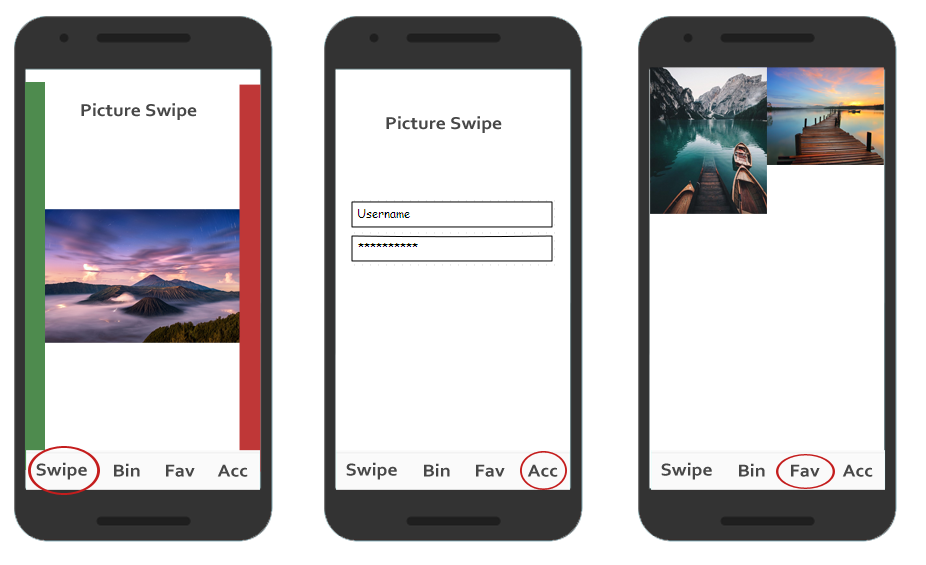 Picture Swipe
Swipe Bin Fav Acc
Picture Swipe
Username
**********
Swipe Bin Fav Acc
Swipe Bin Fav Acc